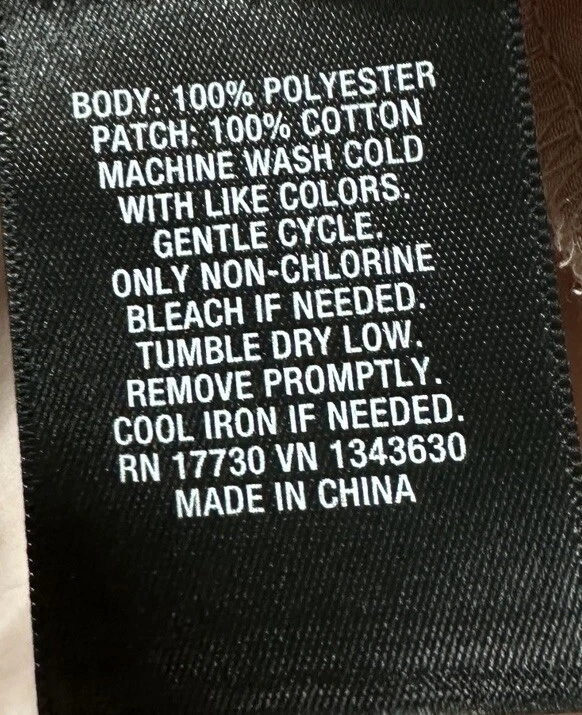 BODY: 100% POLYESTER
PATCH: 100% COTTON
MACHINE WASH COLD
WITH LIKE COLORS.
GENTLE CYCLE.
ONLY NON-CHLORINE
BLEACH IF NEEDED.
TUMBLE DRY LOW.
REMOVE PROMPTLY.
COOL IRON IF NEEDED.
RN 17730 VN 1343630
MADE IN CHINA